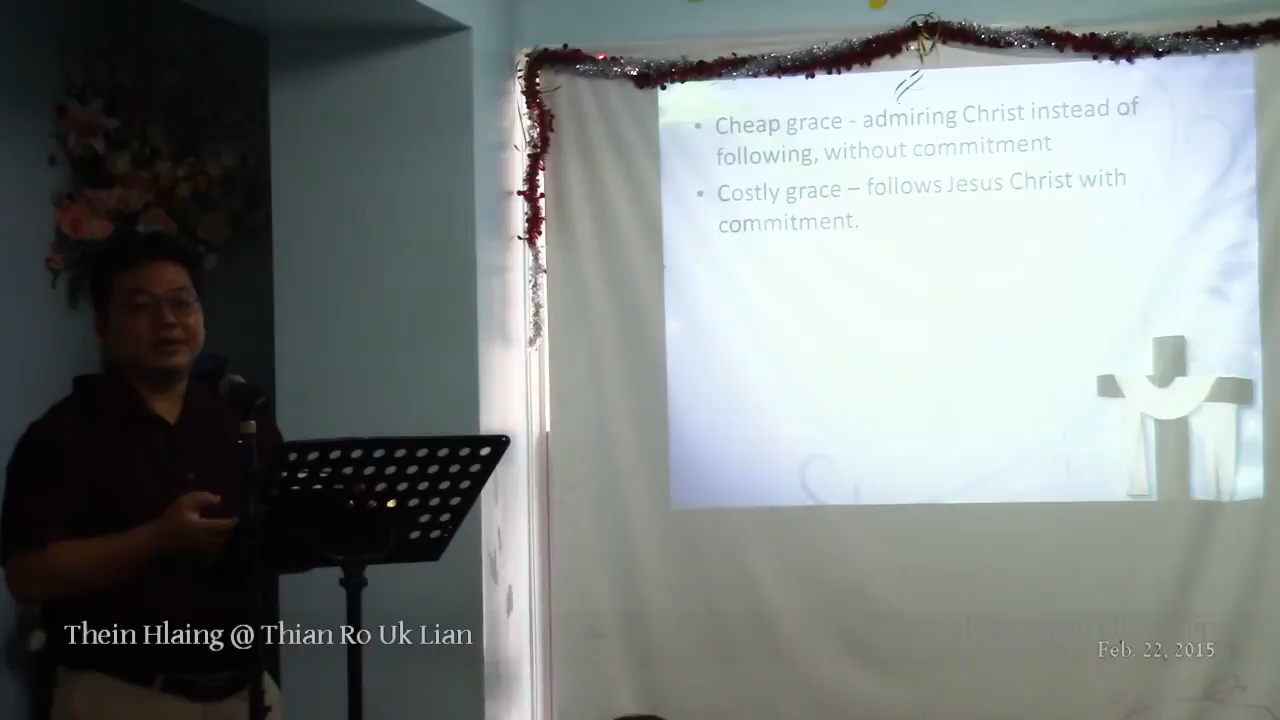 • Cheap grace - admiring Christ instead of
following, without commitment
• Costly grace – follows Jesus Christ with
commitment.
Thein Hlaing @ Thian Ro Uk Lian
Feb. 22, 2015